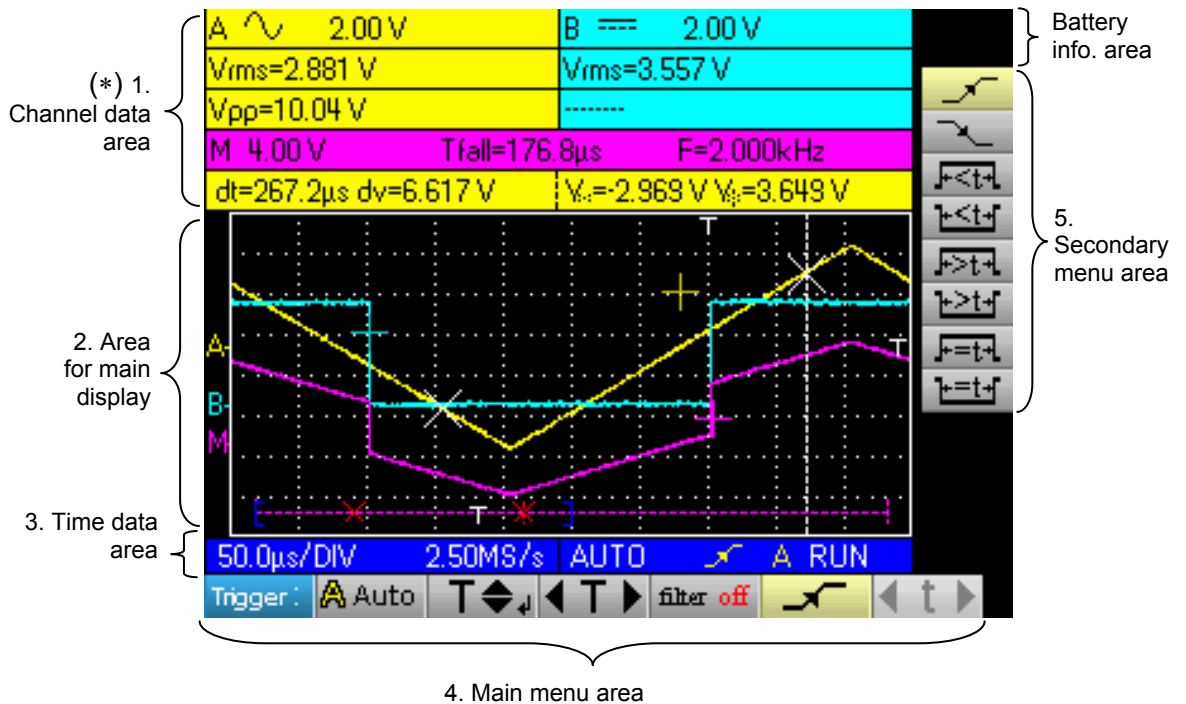 A 2.00 V
B 2.00 V
Battery
info. area
(*) 1.
Channel data
area
Vrms=2.881 V
Vrms=3.557 V
Vpp=10.04 V
--------
M 4.00 V Tfall=176.8µs F=2.000kHz
dt=267.2µs dv=6.617 V
=-2.969 V =3.649 V
<t
<t
>t
>t
=t
=t
5.
Secondary
menu area
T
2. Area
for main
display
A
B
M
T
T
3. Time data
area
50.0µs/DIV 2.50MS/s AUTO A RUN
Trigger: A Auto T T filter off t
4. Main menu area